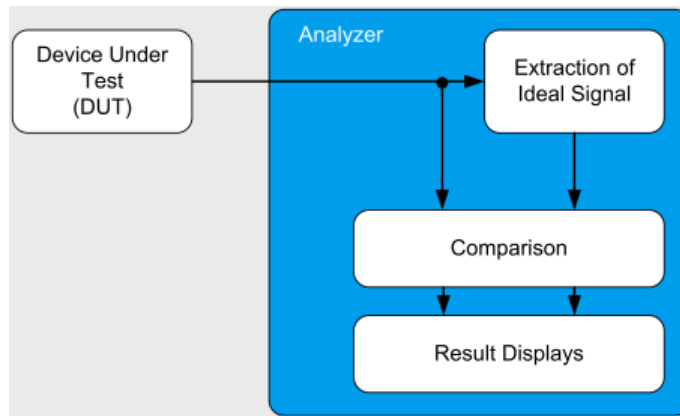 Analyzer
Device Under
Test
(DUT)
Extraction of
Ideal Signal
Comparison
Result Displays